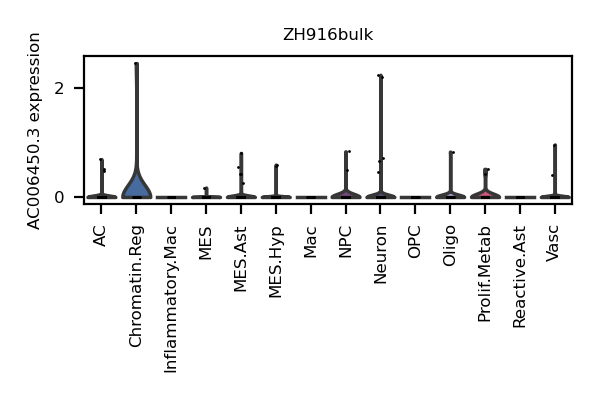 ZH916bulk
AC006450.3 expression
2
0
AC
Chromatin.Reg
Inflammatory.Mac
MES
MES.Ast
MES.Hyp
Mac
NPC
Neuron
OPC
Oligo
Prolif.Metab
Reactive.Ast
Vasc